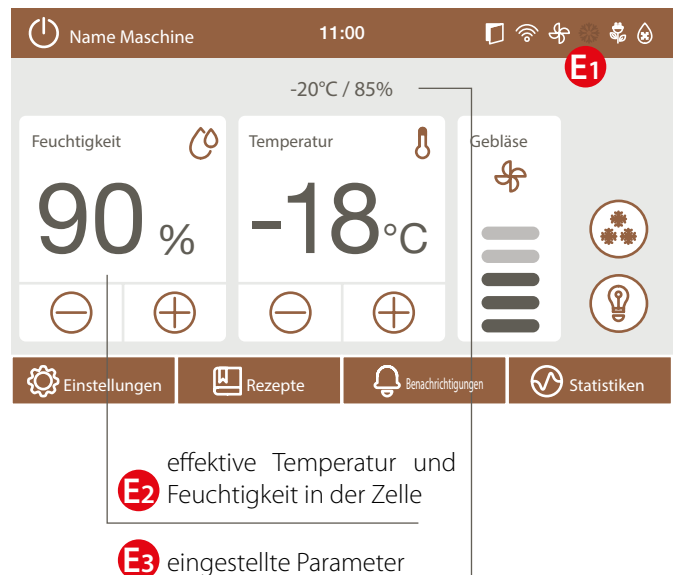 Name Maschine 11:00
E1
-20°C / 85%
Feuchtigkeit Temperatur Gebläse
90 % -18°C
Einstellungen Rezepte Benachrichtigungen Statistiken
effektive Temperatur und
E2 Feuchtigkeit in der Zelle
E3 eingestellte Parameter